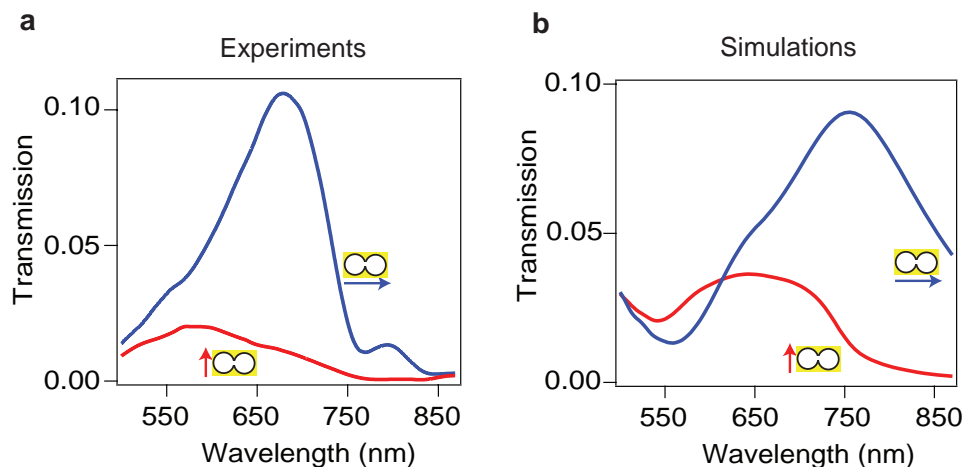 a
Experiments
Transmission
0.10
0.05
0.00
550 650 750 850
Wavelength (nm)
b
Simulations
Transmission
0.10
0.05
0.00
550 650 750 850
Wavelength (nm)